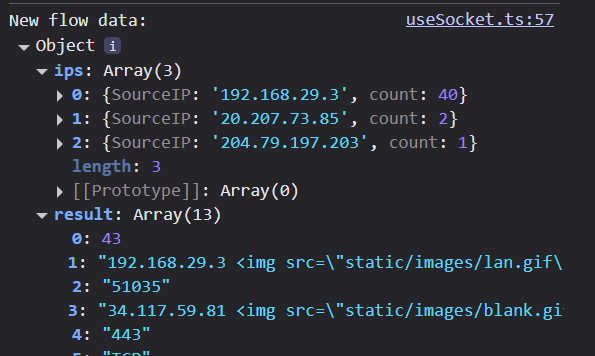 New flow data: useSocket.ts:57
Object i
ips: Array(3)
0: {SourceIP: '192.168.29.3', count: 40}
1: {SourceIP: '20.207.73.85', count: 2}
2: {SourceIP: '204.79.197.203', count: 1}
length: 3
[[Prototype]]: Array(0)
result: Array(13)
0: 43
1: "192.168.29.3 <img src=\"static/images/lan.gif\
2: "51035"
3: "34.117.59.81 <img src=\"static/images/blank.gi
4: "443"
5: "TCP"